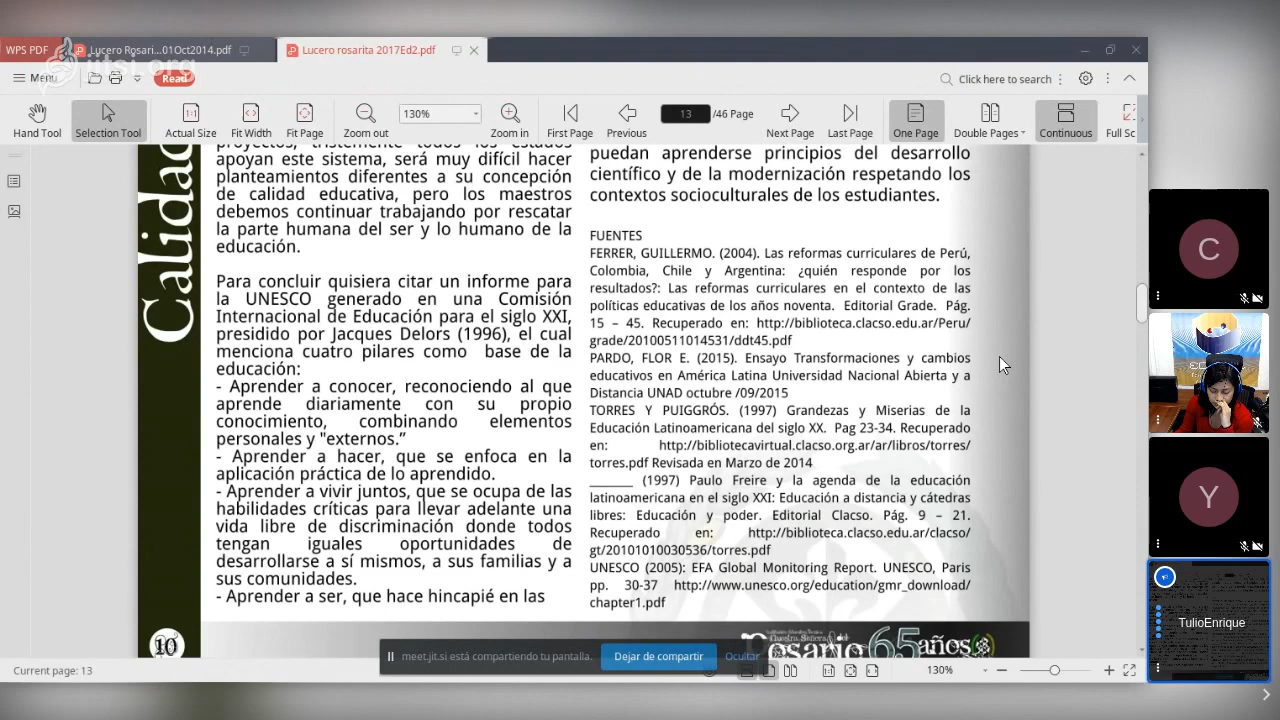 jitsi.org
WPS PDF
Lucero Rosari...01Oct2014.pdf
Lucero rosarita 2017Ed2.pdf
Menu
Read
Click here to search
Hand Tool
Selection Tool
Actual Size
Fit Width
Fit Page
Zoom out
130%
Zoom in
First Page
Previous
13
/46 Page
Next Page
Last Page
One Page
Double Pages
Continuous
Full Sc
Calidad
proyectos, tristemente todos los estados
apoyan este sistema, será muy difícil hacer
planteamientos diferentes a su concepción
de calidad educativa, pero los maestros
debemos continuar trabajando por rescatar
la parte humana del ser y lo humano de la
educación.
Para concluir quisiera citar un informe para
la UNESCO generado en una Comisión
Internacional de Educación para el siglo XXI,
presidido por Jacques Delors (1996), el cual
menciona cuatro pilares como base de la
educación:
- Aprender a conocer, reconociendo al que
aprende diariamente con su propio
conocimiento, combinando elementos
personales y "externos.”
- Aprender a hacer, que se enfoca en la
aplicación práctica de lo aprendido.
- Aprender a vivir juntos, que se ocupa de las
habilidades críticas para llevar adelante una
vida libre de discriminación donde todos
tengan iguales oportunidades de
desarrollarse a sí mismos, a sus familias y a
sus comunidades.
- Aprender a ser, que hace hincapié en las
puedan aprenderse principios del desarrollo
científico y de la modernización respetando los
contextos socioculturales de los estudiantes.
FUENTES
FERRER, GUILLERMO. (2004). Las reformas curriculares de Perú,
Colombia, Chile y Argentina: ¿quién responde por los
resultados?: Las reformas curriculares en el contexto de las
políticas educativas de los años noventa. Editorial Grade. Pág.
15 – 45. Recuperado en: http://biblioteca.clacso.edu.ar/Peru/
grade/20100511014531/ddt45.pdf
PARDO, FLOR E. (2015). Ensayo Transformaciones y cambios
educativos en América Latina Universidad Nacional Abierta y a
Distancia UNAD octubre /09/2015
TORRES Y PUIGGRÓS. (1997) Grandezas y Miserias de la
Educación Latinoamericana del siglo XX. Pag 23-34. Recuperado
en: http://bibliotecavirtual.clacso.org.ar/ar/libros/torres/
torres.pdf Revisada en Marzo de 2014
______ (1997) Paulo Freire y la agenda de la educación
latinoamericana en el siglo XXI: Educación a distancia y cátedras
libres: Educación y poder. Editorial Clacso. Pág. 9 – 21.
Recuperado en: http://biblioteca.clacso.edu.ar/clacso/
gt/20101010030536/torres.pdf
UNESCO (2005): EFA Global Monitoring Report. UNESCO, Paris
pp. 30-37 http://www.unesco.org/education/gmr_download/
chapter1.pdf
10
Rosario 65 años
meet.jit.si está compartiendo tu pantalla.
Dejar de compartir
Ocultar
Current page: 13
130%
C
Y
TulioEnrique